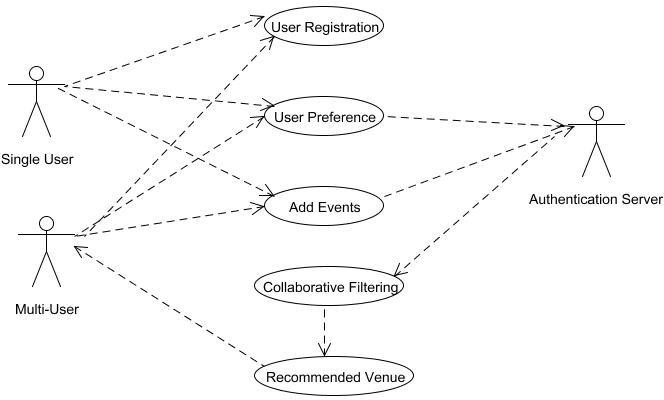 User Registration
User Preference
Single User
Authentication Server
Add Events
Multi-User
Collaborative Filtering
Recommended Venue